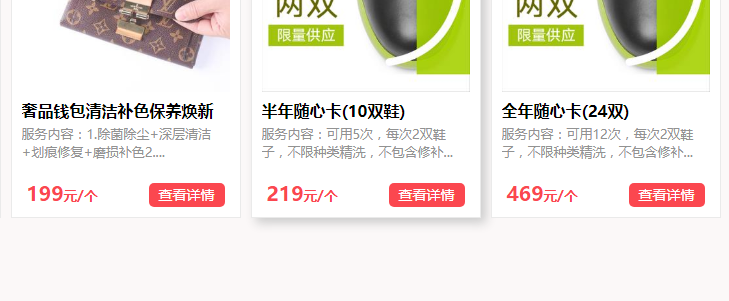 两双
限量供应
两双
限量供应
奢品钱包清洁补色保养焕新
服务内容：1.除菌除尘+深层清洁
+划痕修复+磨损补色2....
199元/个
查看详情
半年随心卡(10双鞋)
服务内容：可用5次，每次2双鞋
子，不限种类精洗，不包含修补...
219元/个
查看详情
全年随心卡(24双)
服务内容：可用12次，每次2双鞋
子，不限种类精洗，不包含修补...
469元/个
查看详情